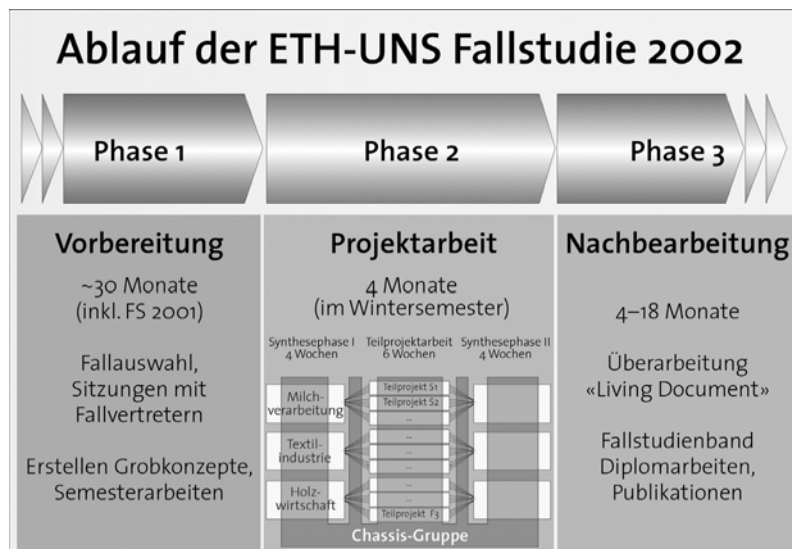 Ablauf der ETH-UNS Fallstudie 2002
Phase 1
Phase 2
Phase 3
Vorbereitung
~30 Monate
(inkl. FS 2001)
Fallauswahl,
Sitzungen mit
Fallvertretern
Erstellen Grobkonzepte,
Semesterarbeiten
Projektarbeit
4 Monate
(im Wintersemester)
Synthesephase I
4 Wochen
Teilprojektarbeit
6 Wochen
Synthesephase II
4 Wochen
Milch-
verarbeitung
Textil-
industrie
Holz-
wirtschaft
Teilprojekt S1
Teilprojekt S2
...
...
...
...
...
...
Teilprojekt F3
Chassis-Gruppe
Nachbearbeitung
4–18 Monate
Überarbeitung
«Living Document»
Fallstudienband
Diplomarbeiten,
Publikationen